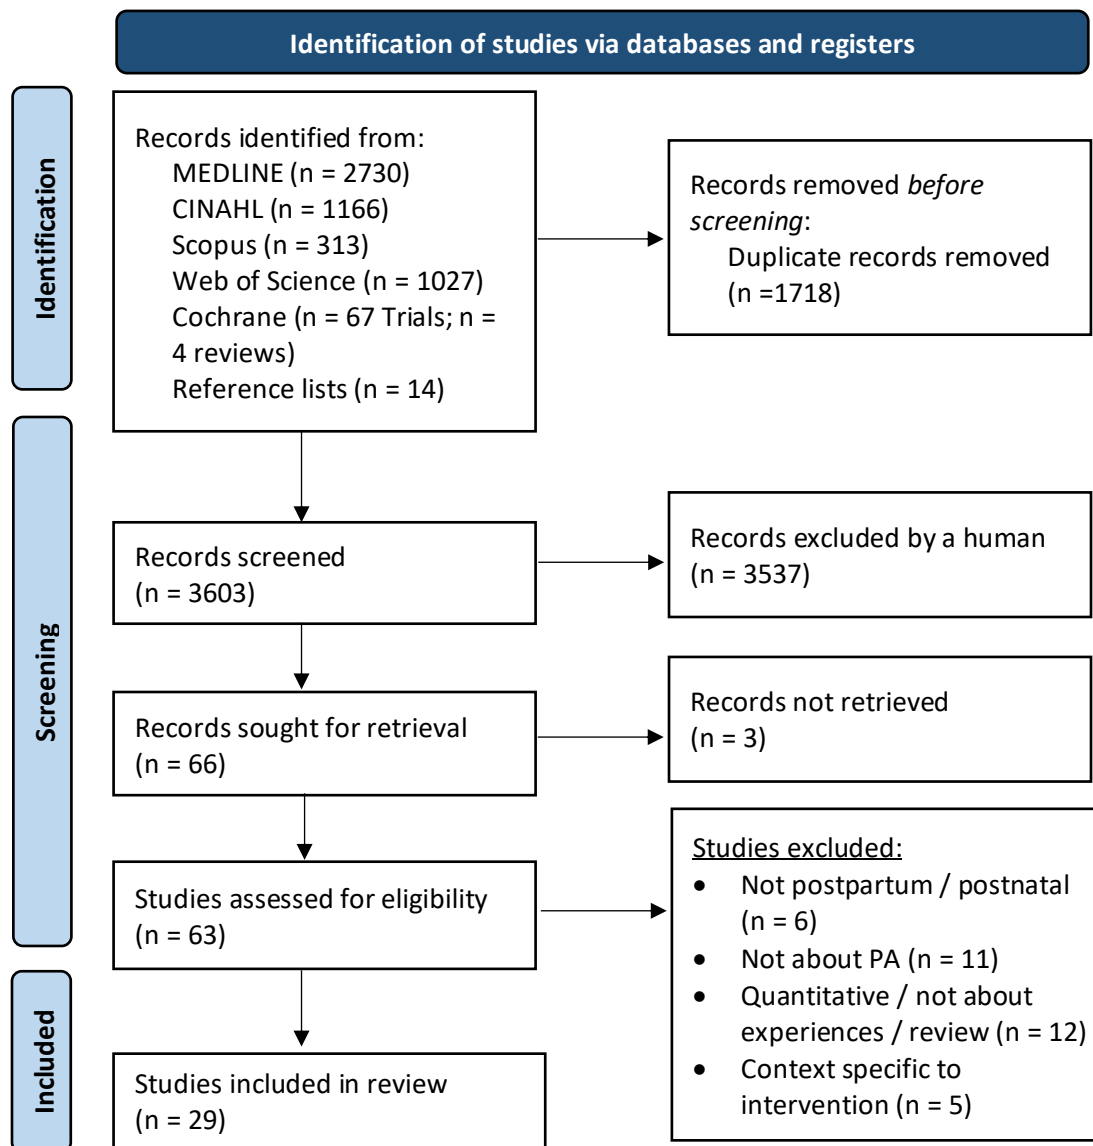 Identification of studies via databases and registers
Identification
Records identified from:
MEDLINE (n = 2730)
CINAHL (n = 1166)
Scopus (n = 313)
Web of Science (n = 1027)
Cochrane (n = 67 Trials; n =
4 reviews)
Reference lists (n = 14)
Records removed before
screening:
Duplicate records removed
(n =1718)
Screening
Records screened
(n = 3603)
Records excluded by a human
(n = 3537)
Records sought for retrieval
(n = 66)
Records not retrieved
(n = 3)
Studies assessed for eligibility
(n = 63)
Studies excluded:
• Not postpartum / postnatal
(n = 6)
• Not about PA (n = 11)
• Quantitative / not about
experiences / review (n = 12)
• Context specific to
intervention (n = 5)
Included
Studies included in review
(n = 29)